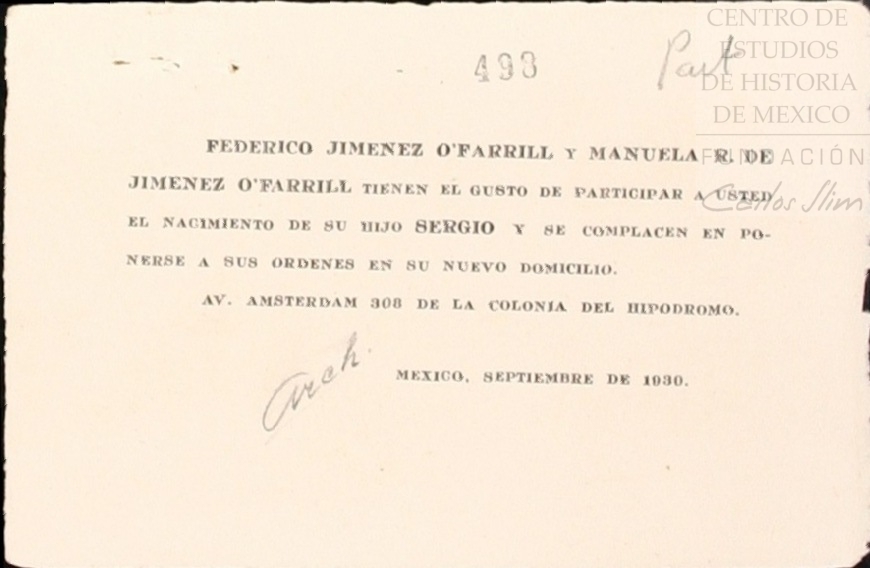 CENTRO DE
ESTUDIOS
DE HISTORIA
DE MEXICO
FUNDACIÓN
Carlos Slim
498
Part
FEDERICO JIMENEZ O'FARRILL Y MANUELA R. DE
JIMENEZ O'FARRILL TIENEN EL GUSTO DE PARTICIPAR A USTED
EL NACIMIENTO DE SU HIJO SERGIO Y SE COMPLACEN EN PO-
NERSE A SUS ORDENES EN SU NUEVO DOMICILIO.
AV. AMSTERDAM 308 DE LA COLONIA DEL HIPODROMO.
Arch.
MEXICO, SEPTIEMBRE DE 1930.